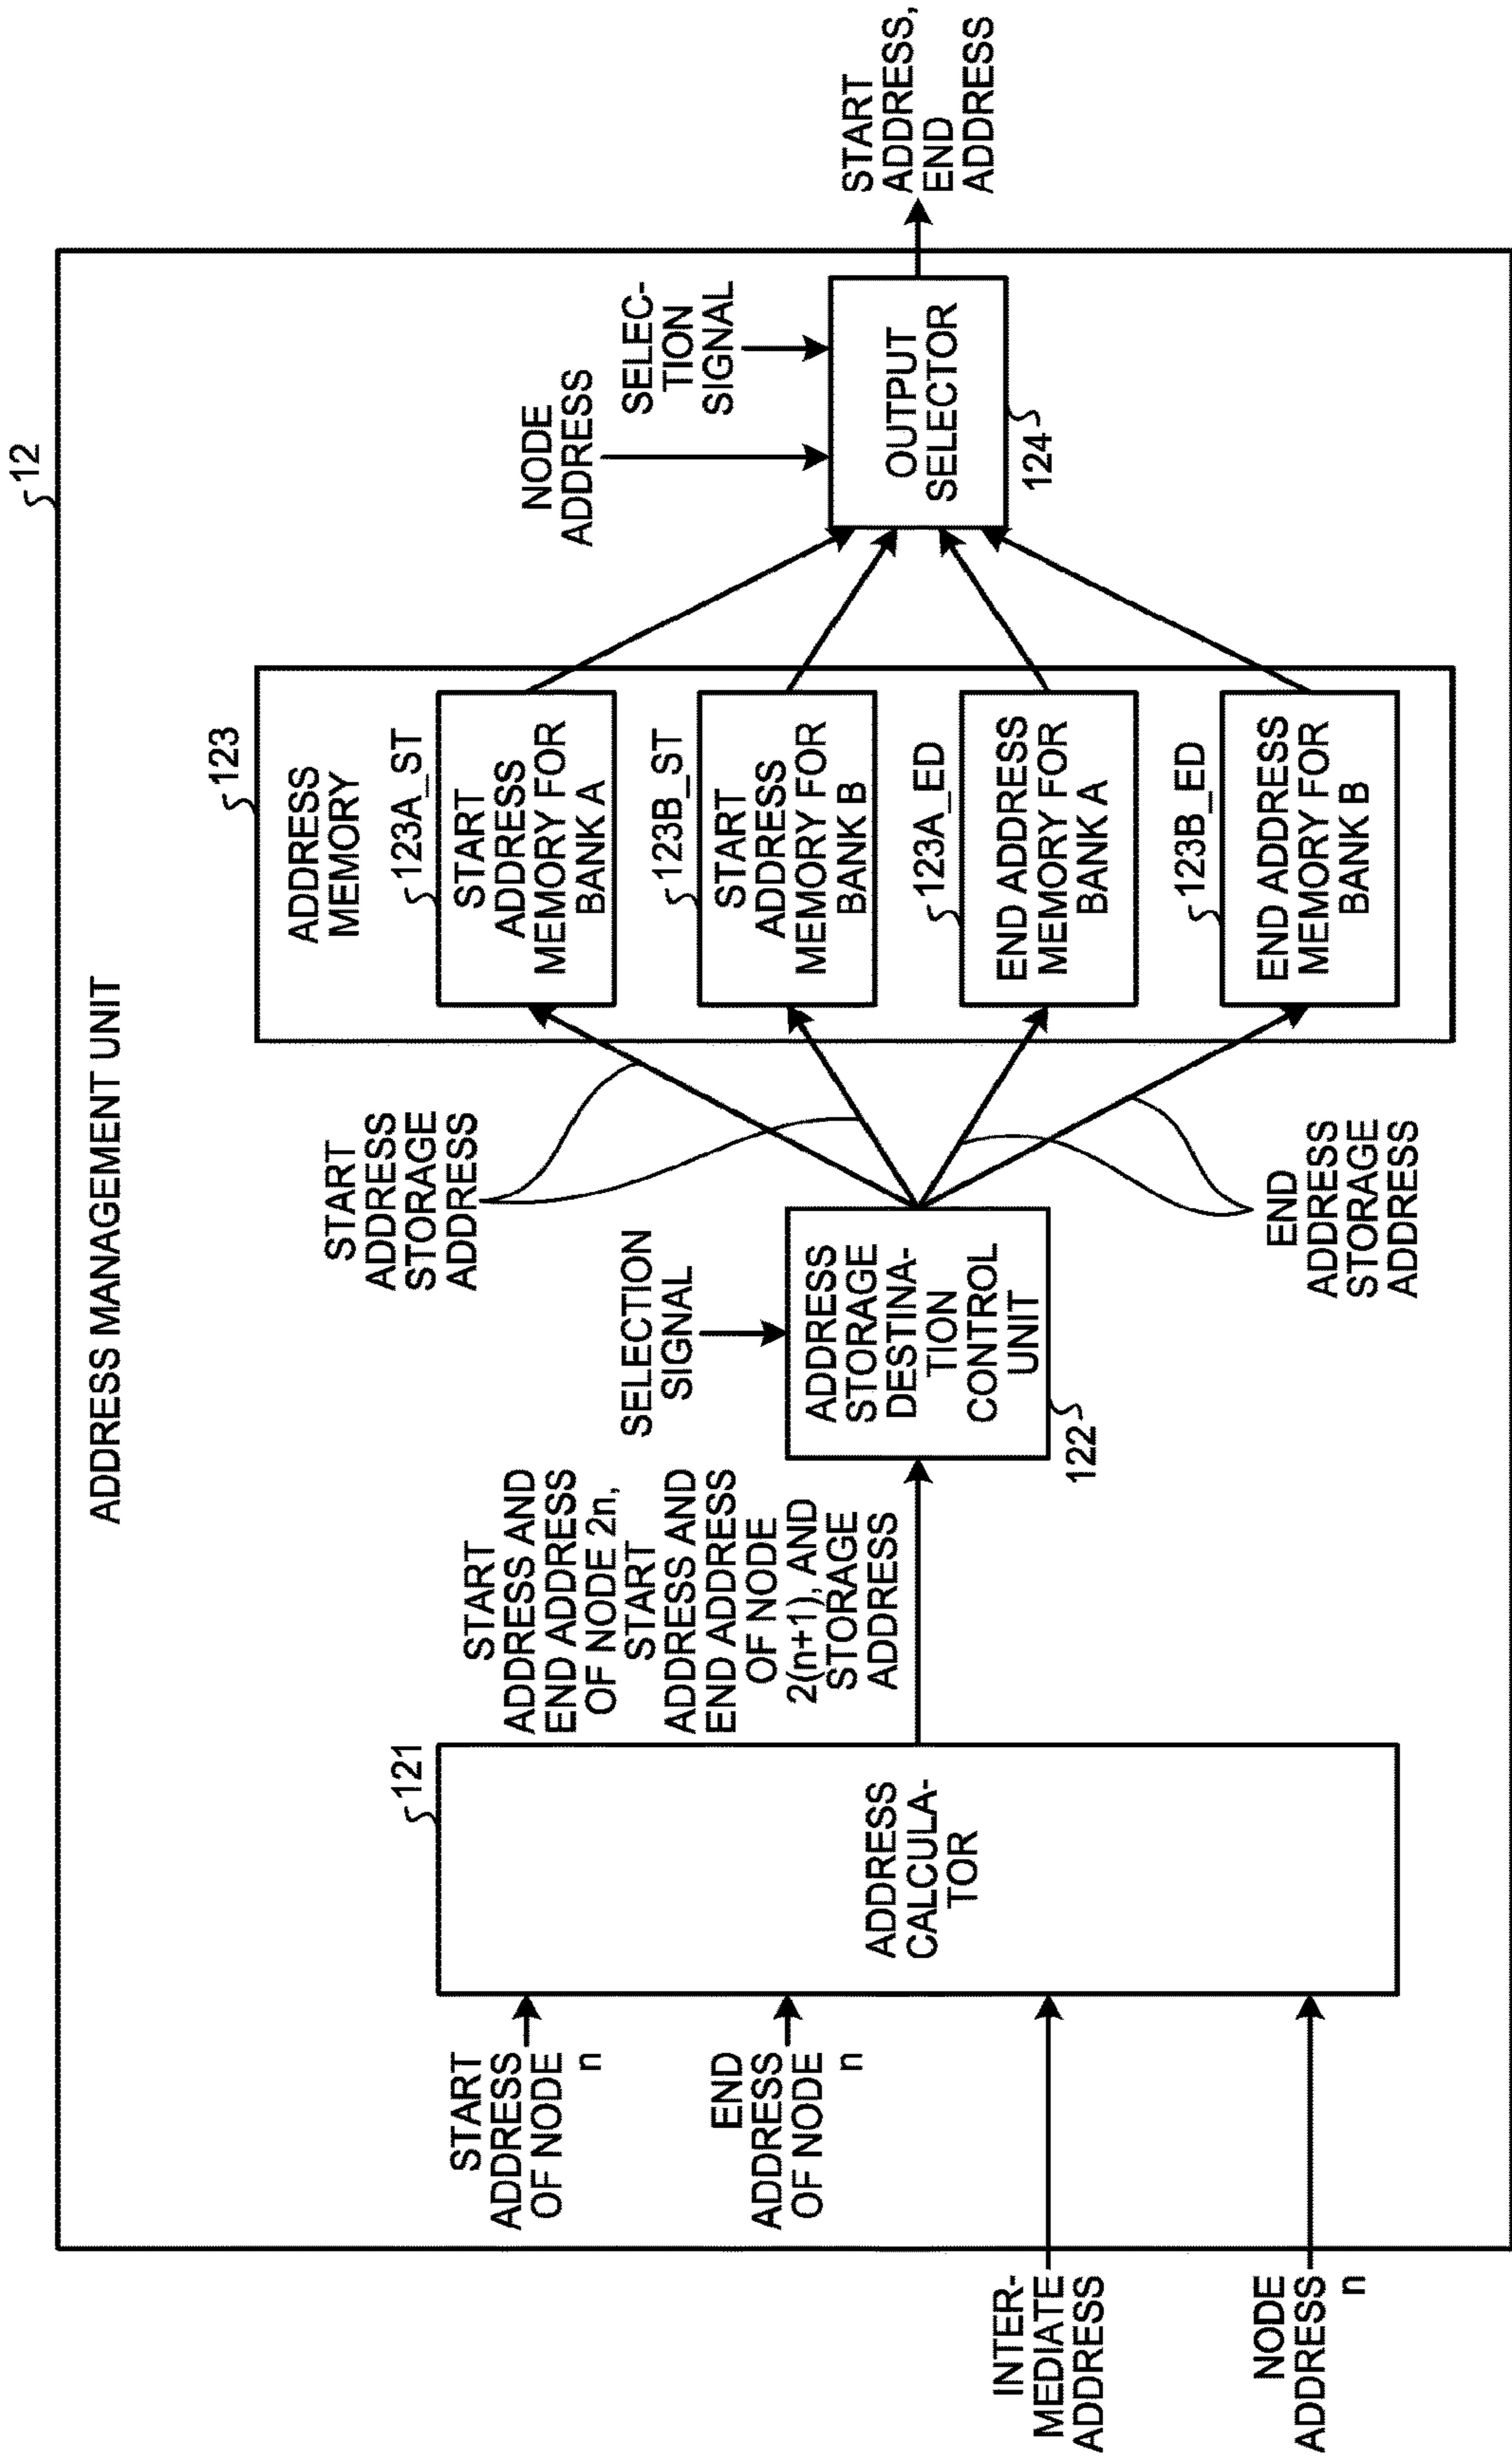 12
ADDRESS MANAGEMENT UNIT
START
ADDRESS
OF NODE
n
END
ADDRESS
OF NODE
n
INTER-
MEDIATE
ADDRESS
NODE
ADDRESS
n
121
ADDRESS
CALCULA-
TOR
START
ADDRESS AND
END ADDRESS
OF NODE 2n,
START
ADDRESS AND
END ADDRESS
OF NODE
2(n+1), AND
STORAGE
ADDRESS
SELECTION
SIGNAL
ADDRESS
STORAGE
DESTINA-
TION
CONTROL
UNIT
122
START
ADDRESS
STORAGE
ADDRESS
END
ADDRESS
STORAGE
ADDRESS
123
ADDRESS
MEMORY
123A_ST
START
ADDRESS
MEMORY FOR
BANK A
123B_ST
START
ADDRESS
MEMORY FOR
BANK B
123A_ED
END ADDRESS
MEMORY FOR
BANK A
123B_ED
END ADDRESS
MEMORY FOR
BANK B
NODE
ADDRESS
SELEC-
TION
SIGNAL
OUTPUT
SELECTOR
124
START
ADDRESS,
END
ADDRESS